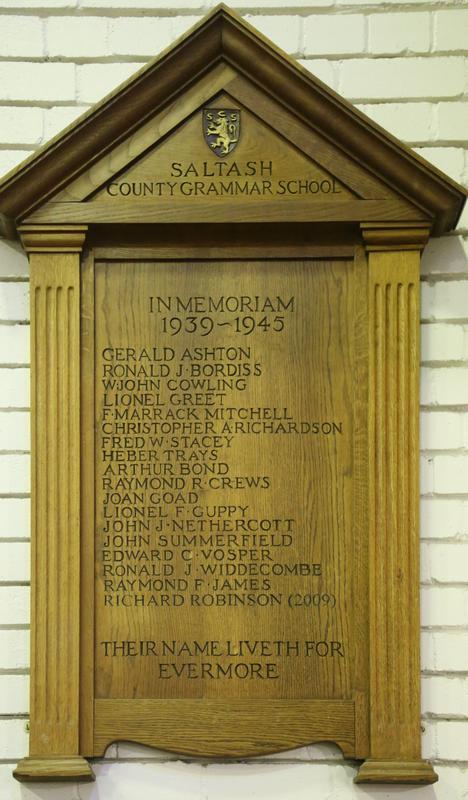 S C S
SALTASH
COUNTY GRAMMAR SCHOOL
IN MEMORIAM
1939~1945
GERALD ASHTON
RONALD J·BORDISS
W·JOHN COWLING
LIONEL GREET
F·MARRACK MITCHELL
CHRISTOPHER A·RICHARDSON
FRED W·STACEY
HEBER TRAYS
ARTHUR BOND
RAYMOND R·CREWS
JOAN GOAD
LIONEL F·GUPPY
JOHN J·NETHERCOTT
JOHN SUMMERFIELD
EDWARD C·VOSPER
RONALD J·WIDDECOMBE
RAYMOND F·JAMES
RICHARD ROBINSON (2009)
THEIR NAME LIVETH FOR
EVERMORE